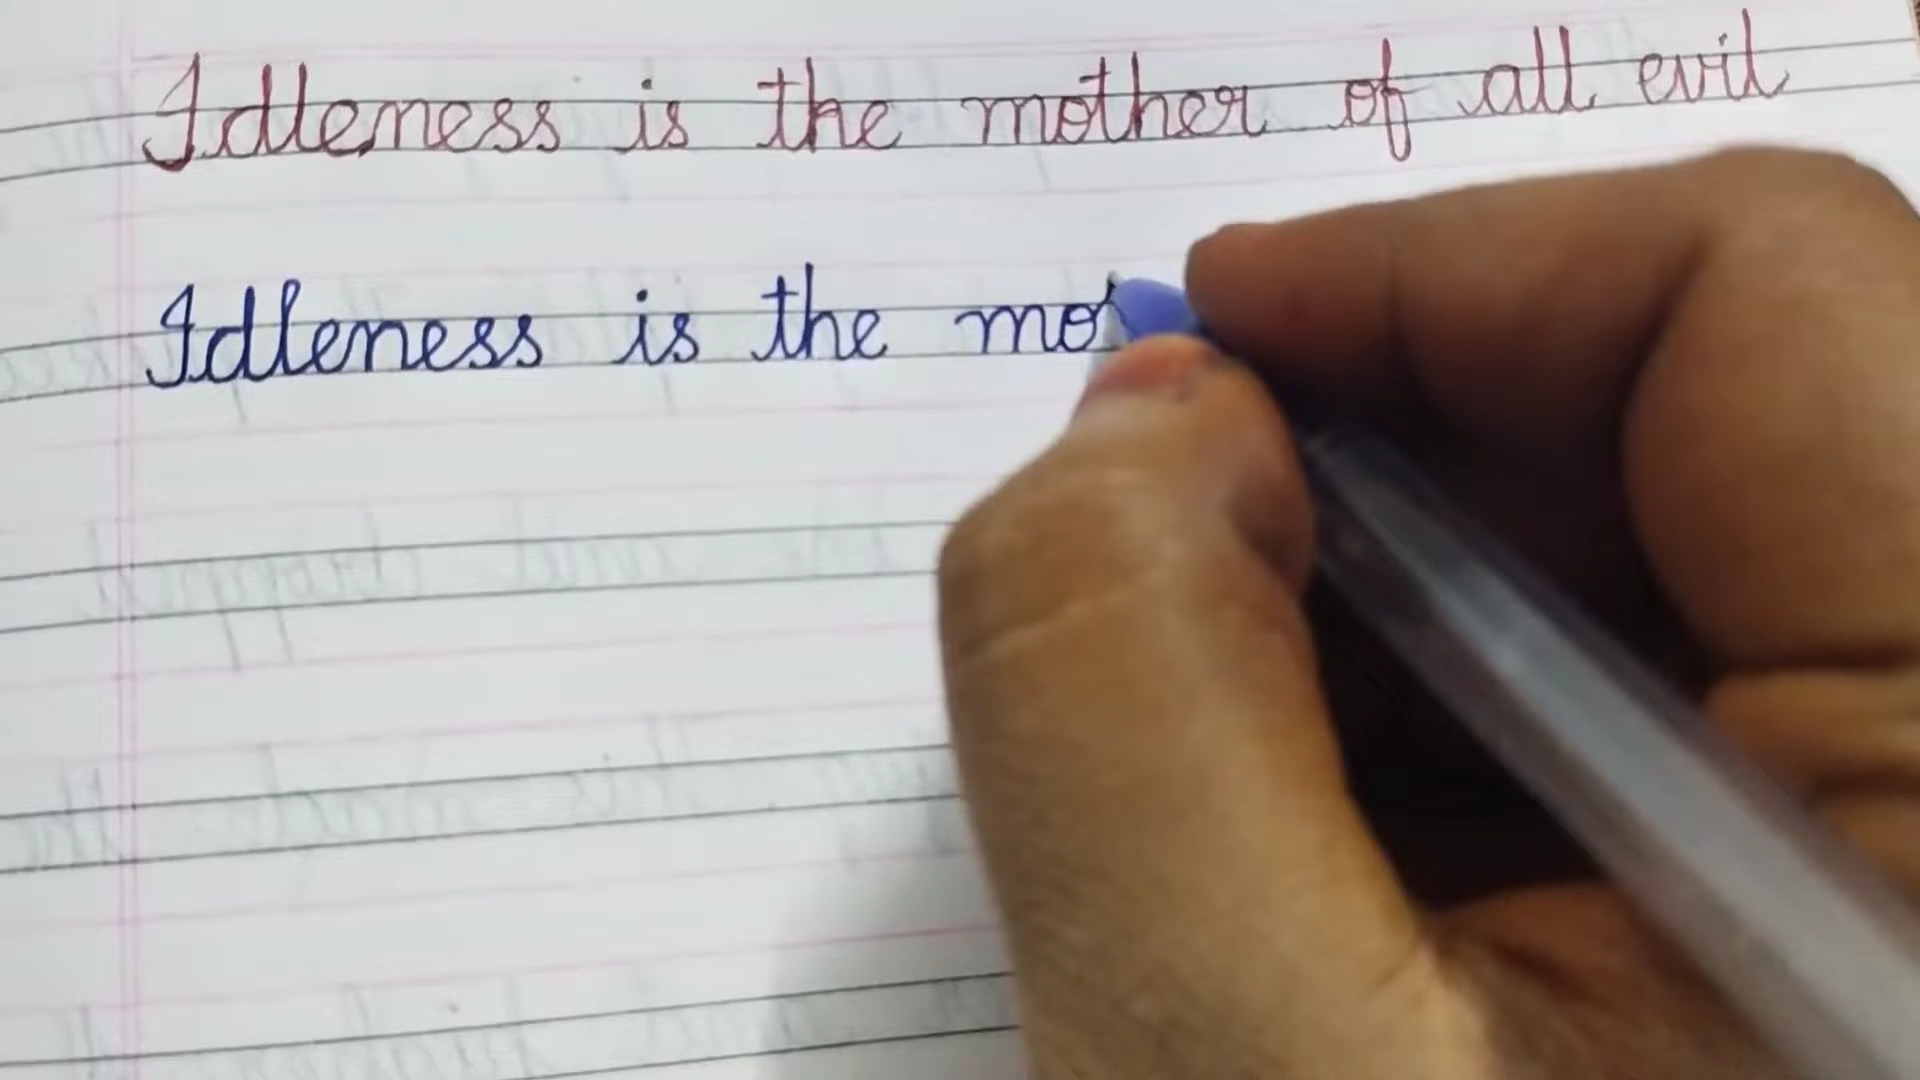 Idleness is the mother of all evil
Idleness is the mo